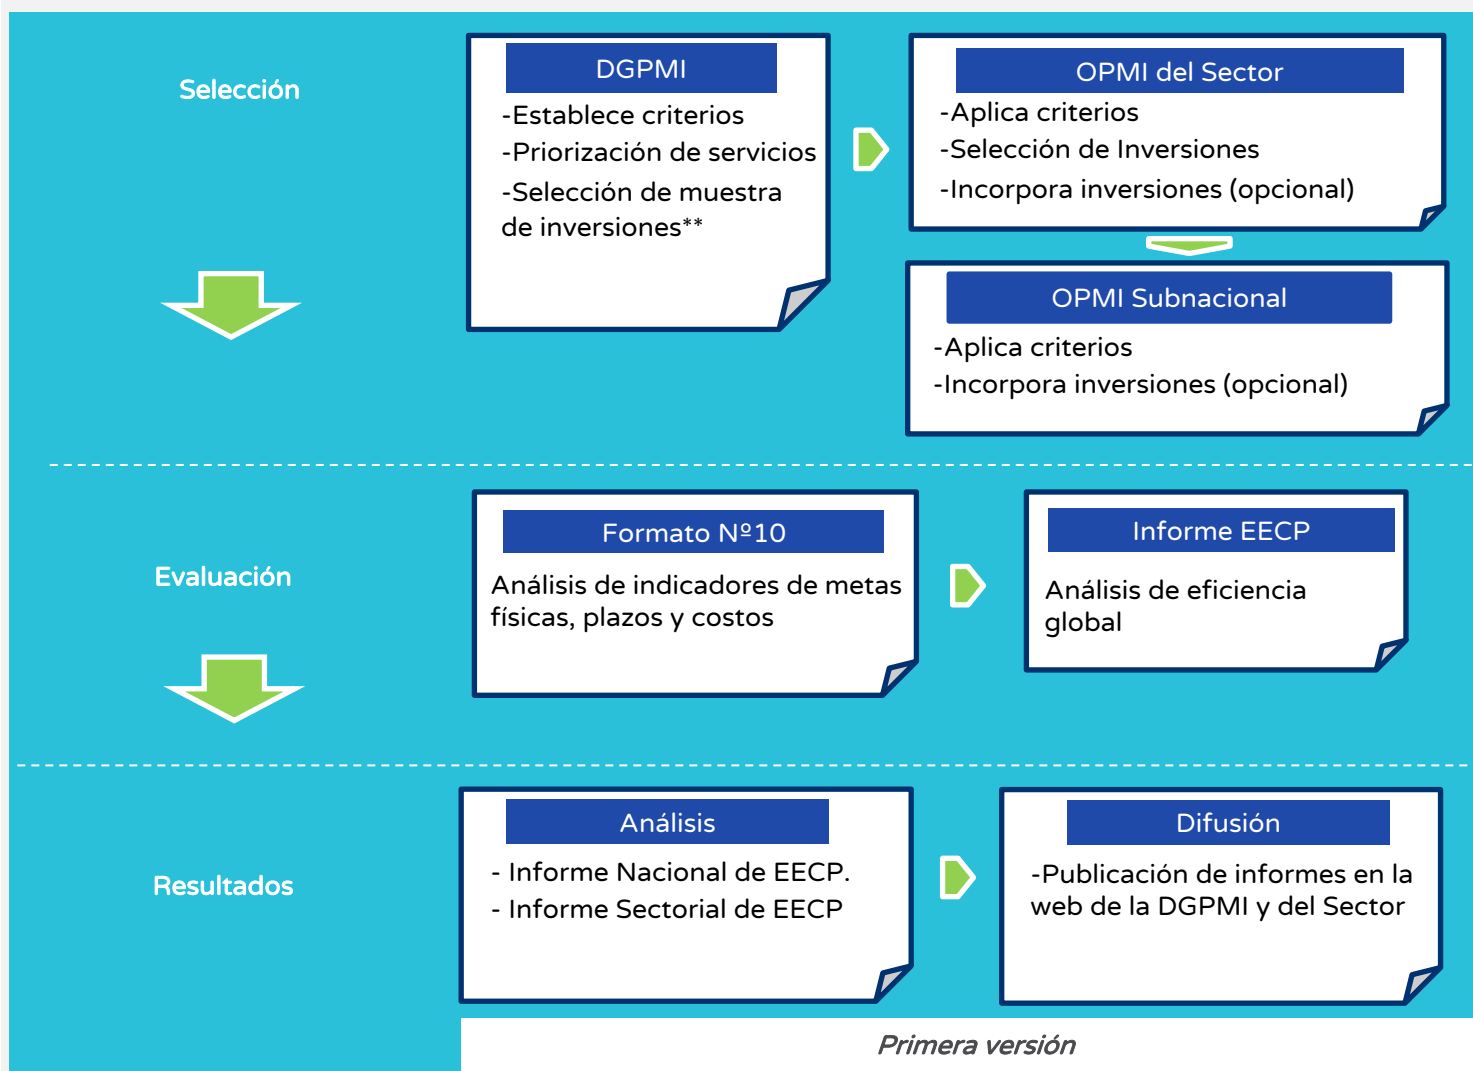 Selección
DGPMI
-Establece criterios
-Priorización de servicios
-Selección de muestra
de inversiones**
OPMI del Sector
-Aplica criterios
-Selección de Inversiones
-Incorpora inversiones (opcional)
OPMI Subnacional
-Aplica criterios
-Incorpora inversiones (opcional)
Evaluación
Formato Nº10
Análisis de indicadores de metas
físicas, plazos y costos
Informe EECP
Análisis de eficiencia
global
Resultados
Análisis
- Informe Nacional de EECP.
- Informe Sectorial de EECP
Difusión
-Publicación de informes en la
web de la DGPMI y del Sector
Primera versión